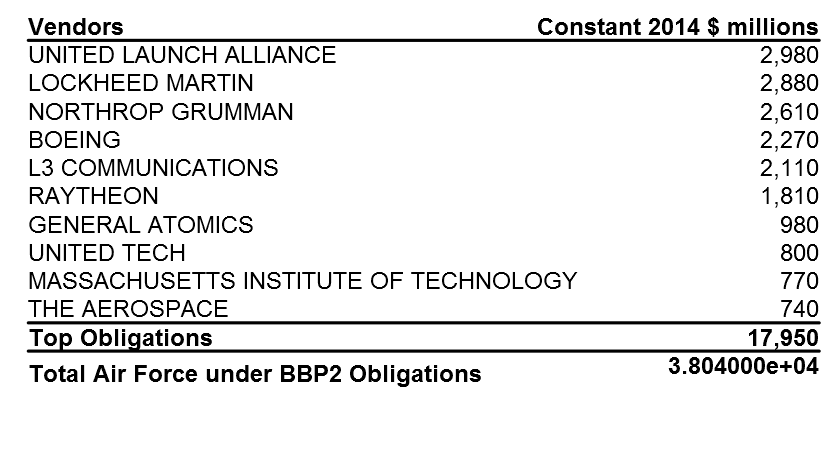 Vendors Constant 2014 $ millions
UNITED LAUNCH ALLIANCE 2,980
LOCKHEED MARTIN 2,880
NORTHROP GRUMMAN 2,610
BOEING 2,270
L3 COMMUNICATIONS 2,110
RAYTHEON 1,810
GENERAL ATOMICS 980
UNITED TECH 800
MASSACHUSETTS INSTITUTE OF TECHNOLOGY 770
THE AEROSPACE 740
Top Obligations 17,950
Total Air Force under BBP2 Obligations 3.804000e+04